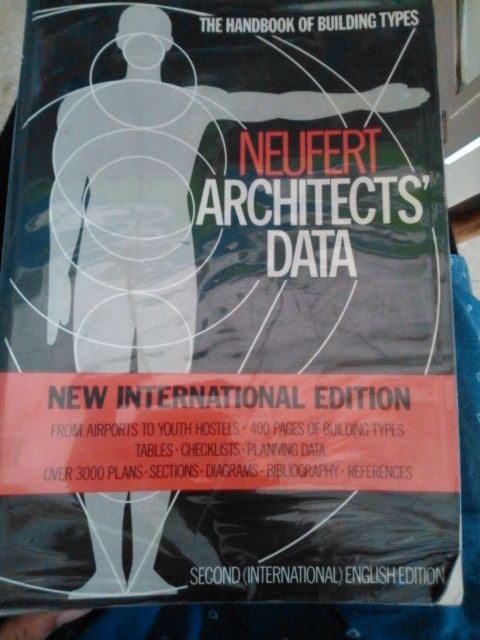 THE HANDBOOK OF BUILDING TYPES
NEUFERT
ARCHITECTS'
DATA
NEW INTERNATIONAL EDITION
FROM AIRPORTS TO YOUTH HOSTELS · 400 PAGES OF BUILDING TYPES
TABLES · CHECKLISTS · PLANNING DATA
OVER 3000 PLANS · SECTIONS · DIAGRAMS · BIBLIOGRAPHY · REFERENCES
SECOND (INTERNATIONAL) ENGLISH EDITION